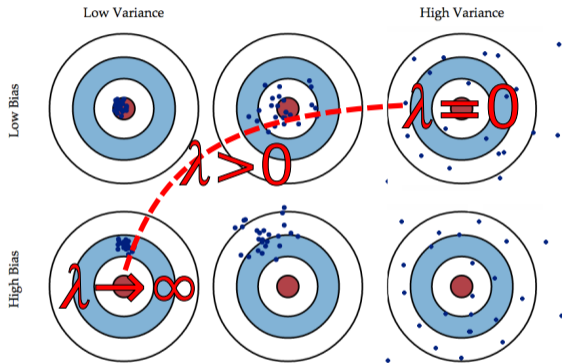 Low Variance
High Variance
Low Bias
λ = 0
λ > 0
High Bias
λ → ∞